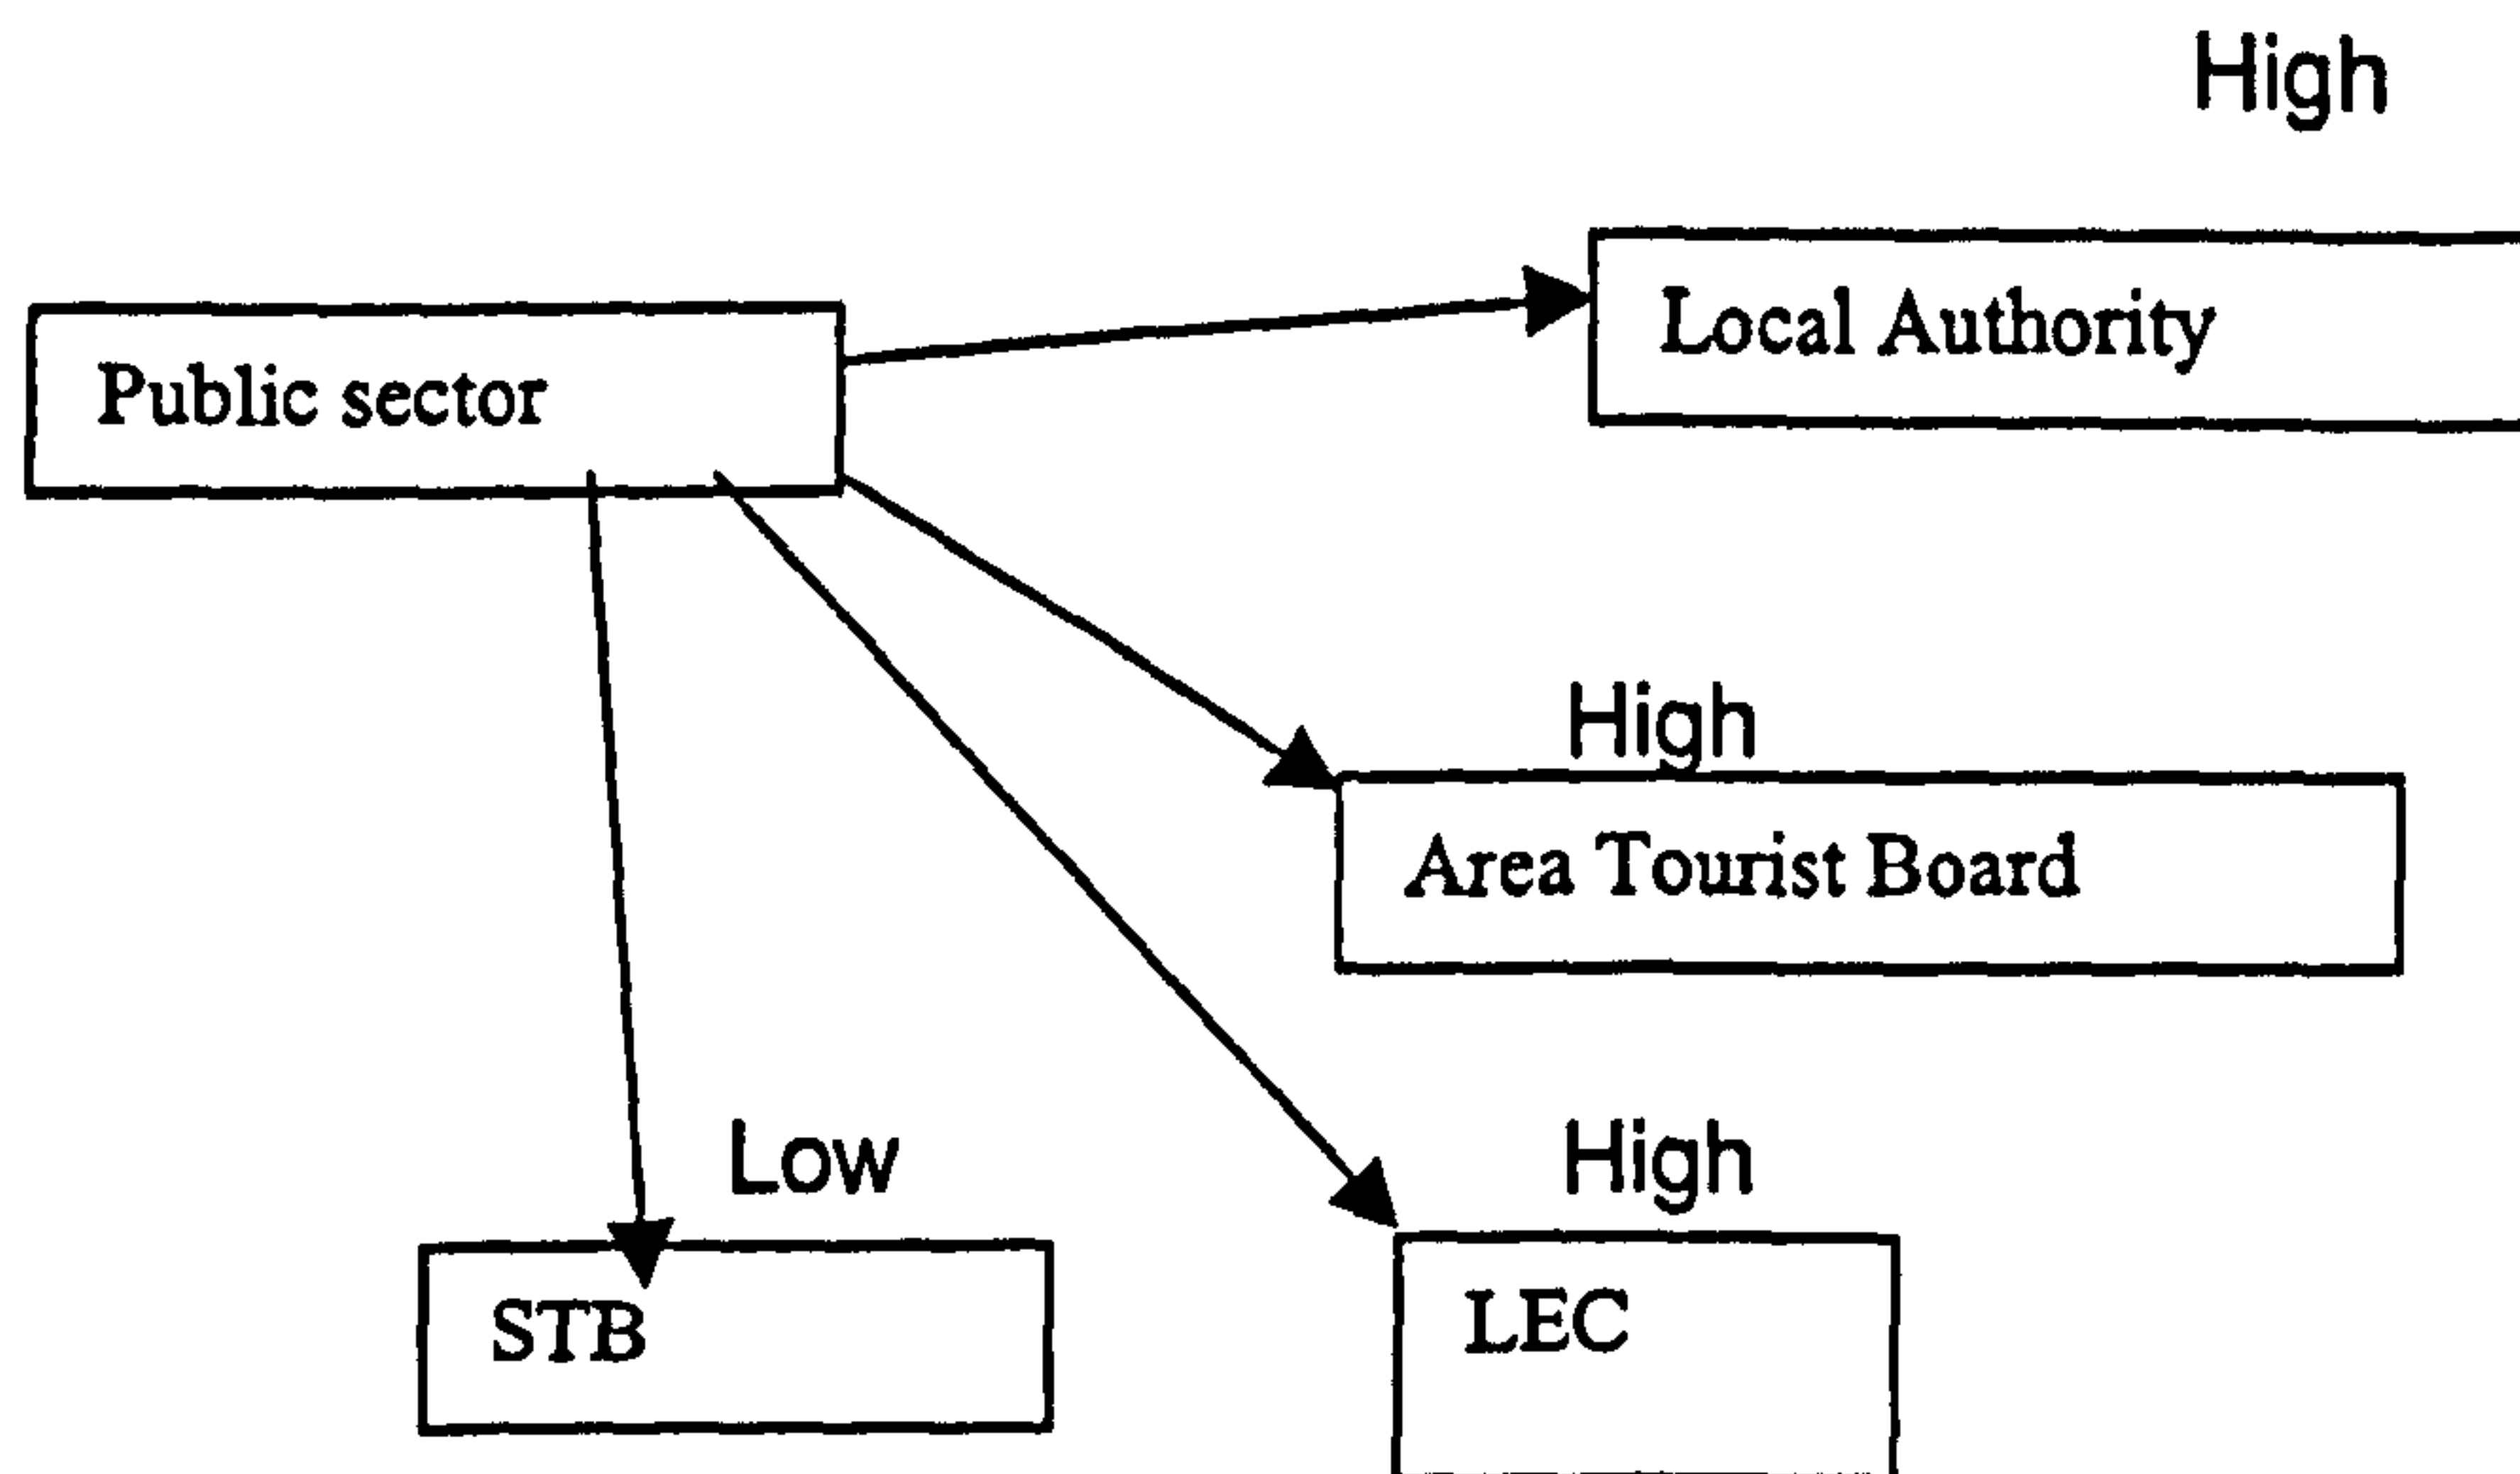 High
Local Authority
Public sector
High
Area Tourist Board
Low
High
STB
LEC